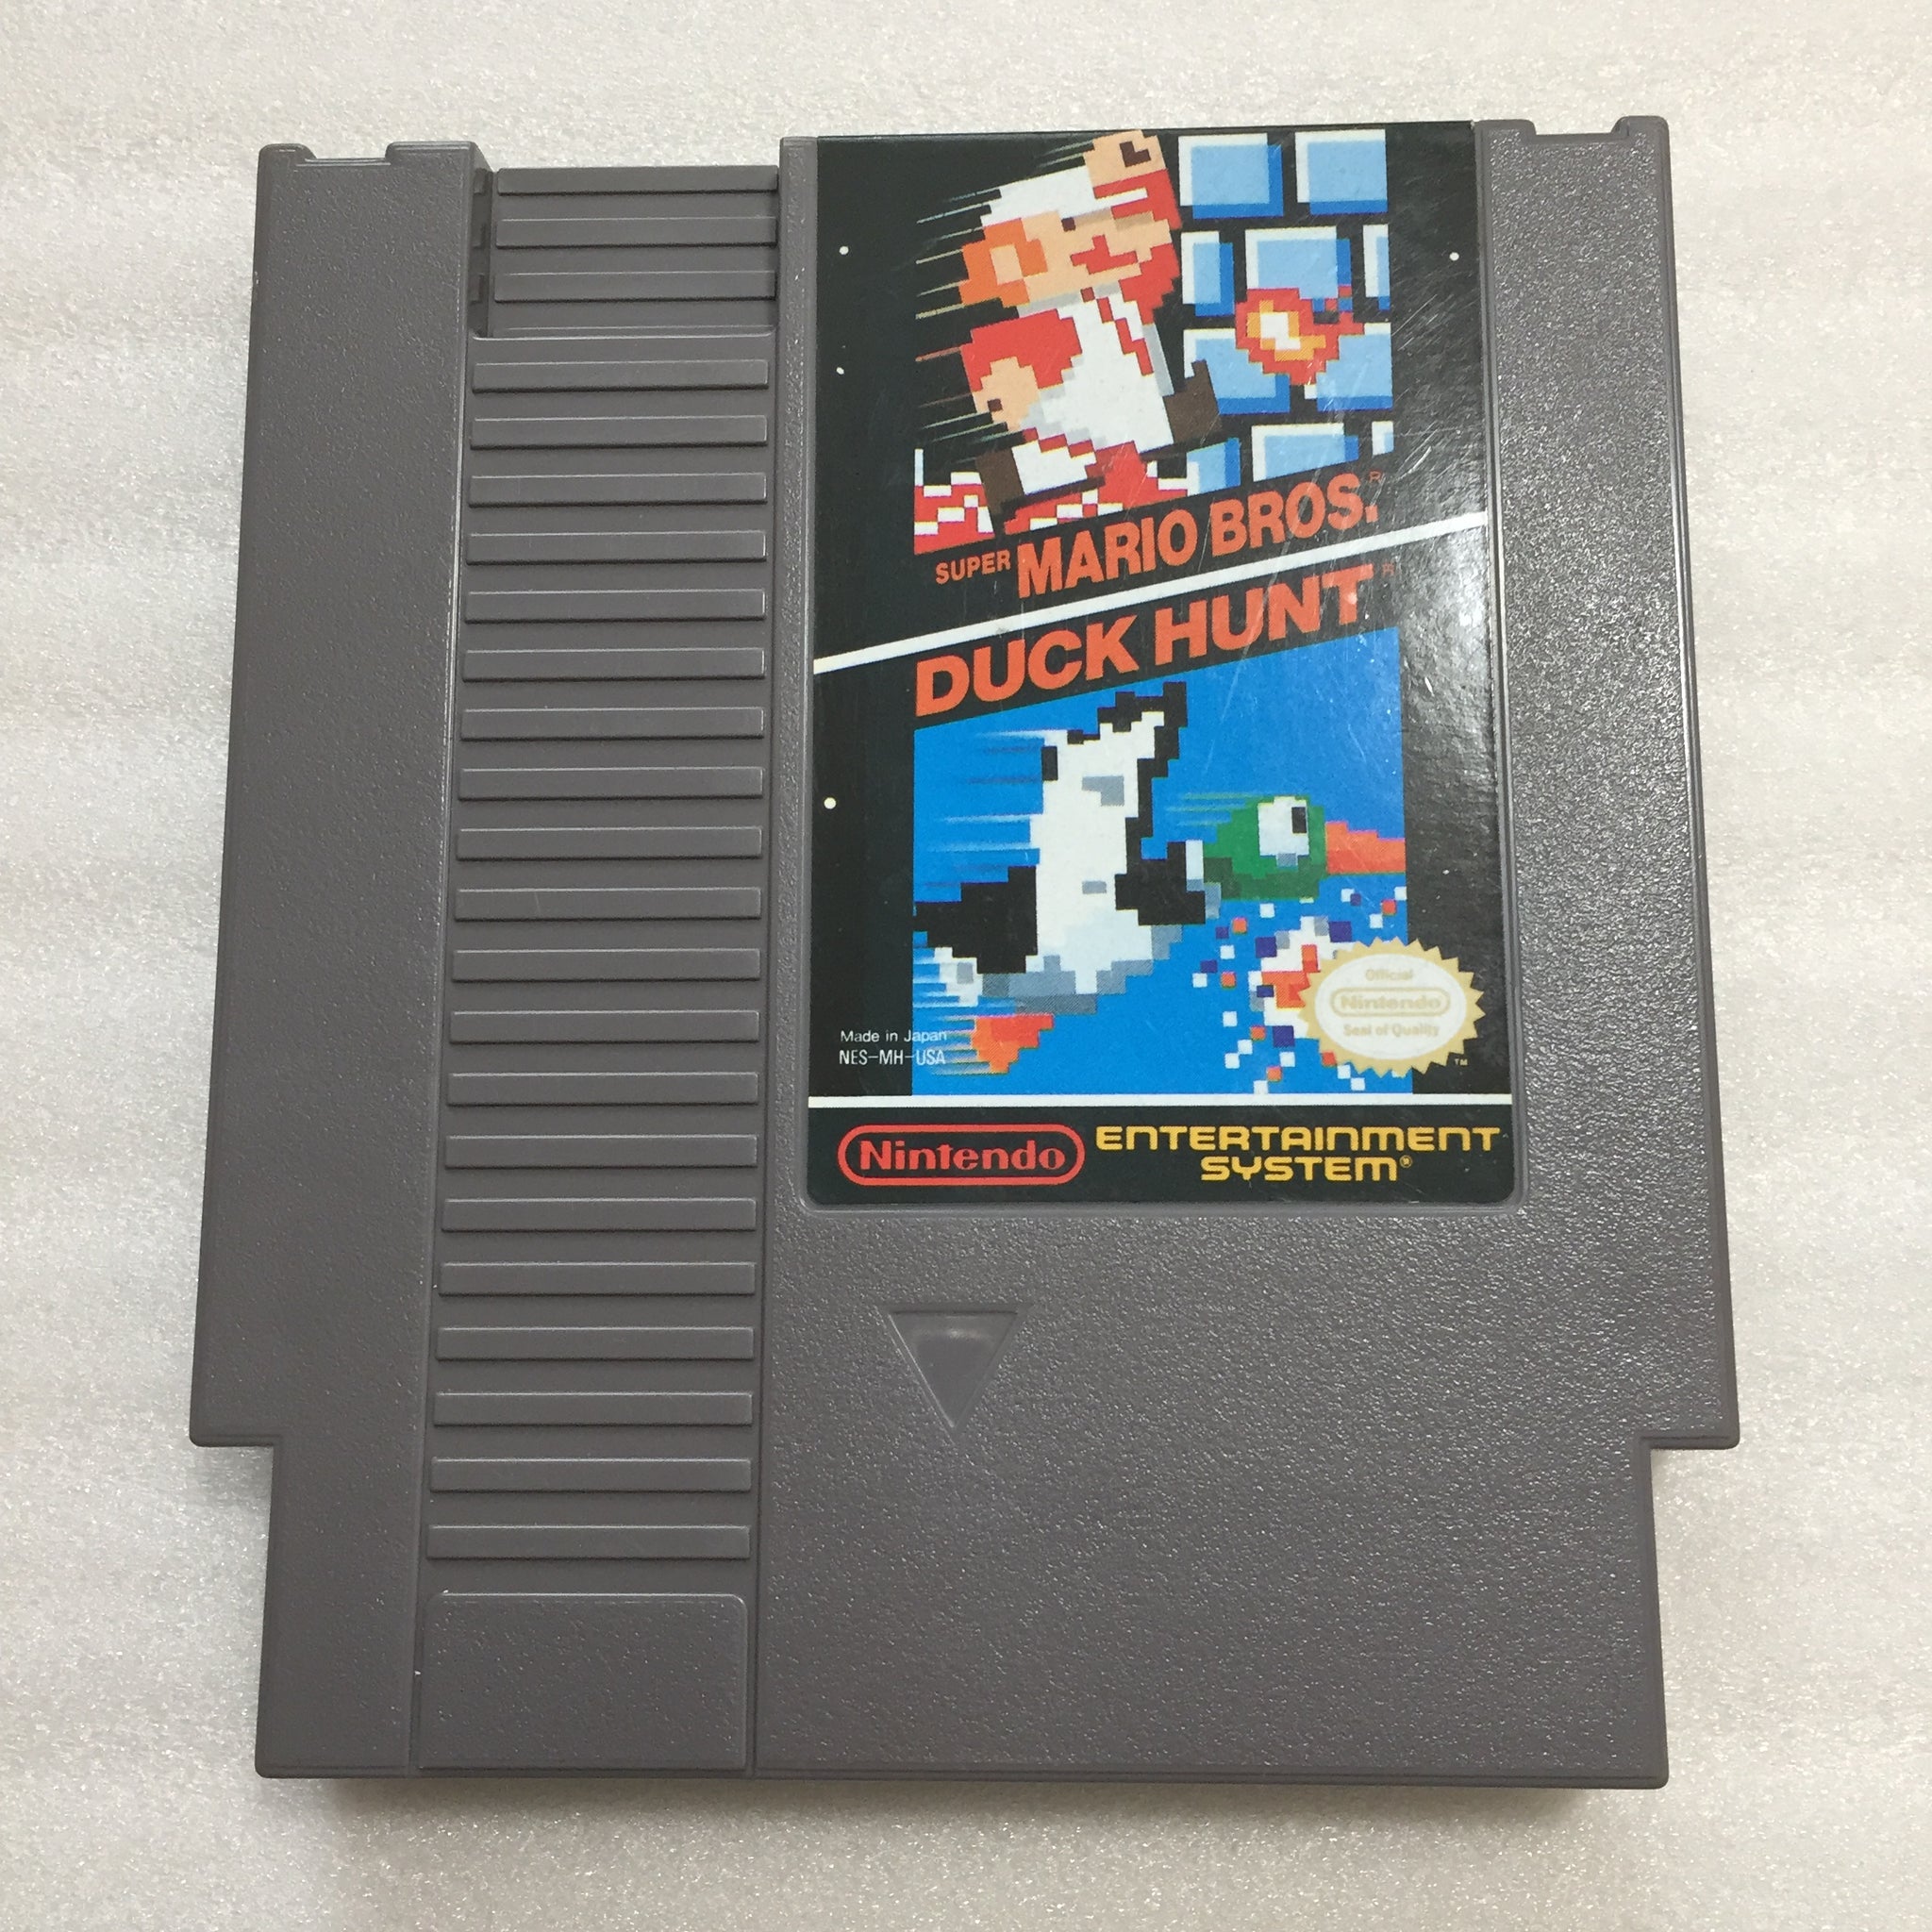 SUPER MARIO BROS.®
DUCK HUNT®
Official
Nintendo
Seal of Quality
TM
Made in Japan
NES-MH-USA
Nintendo ENTERTAINMENT
SYSTEM®